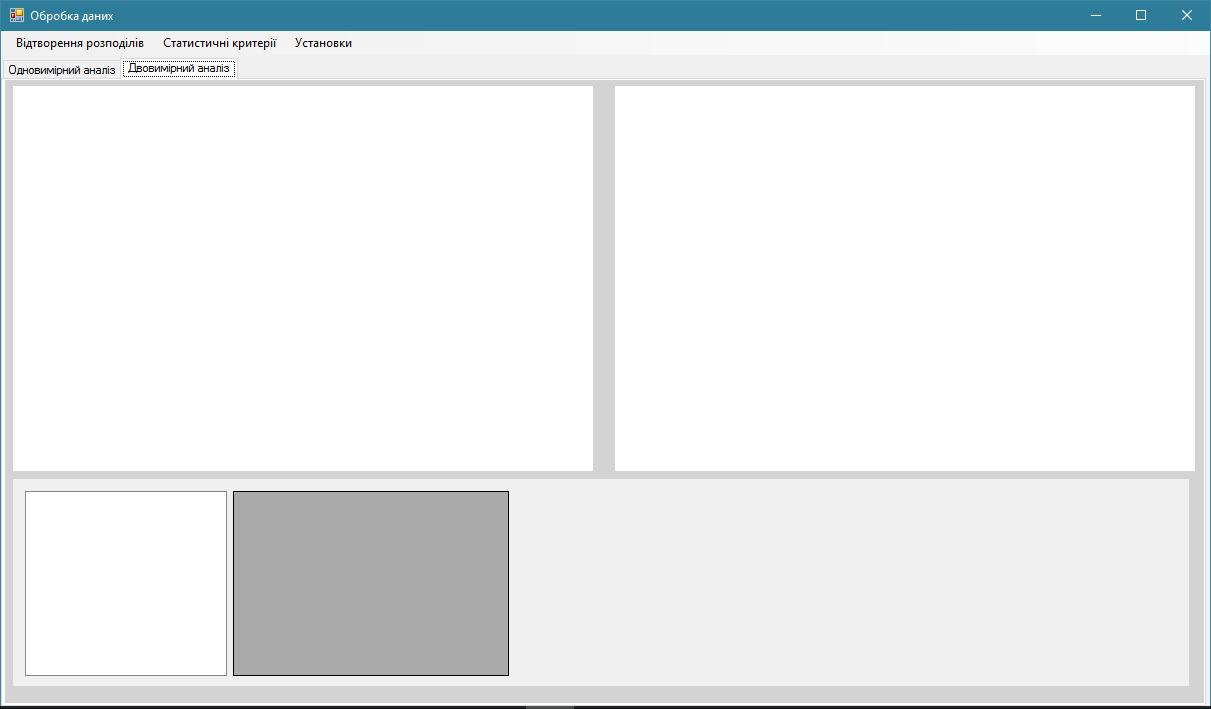 Обробка даних
Відтворення розподілів Статистичні критерії Установки
Одновимірний аналіз Двовимірний аналіз